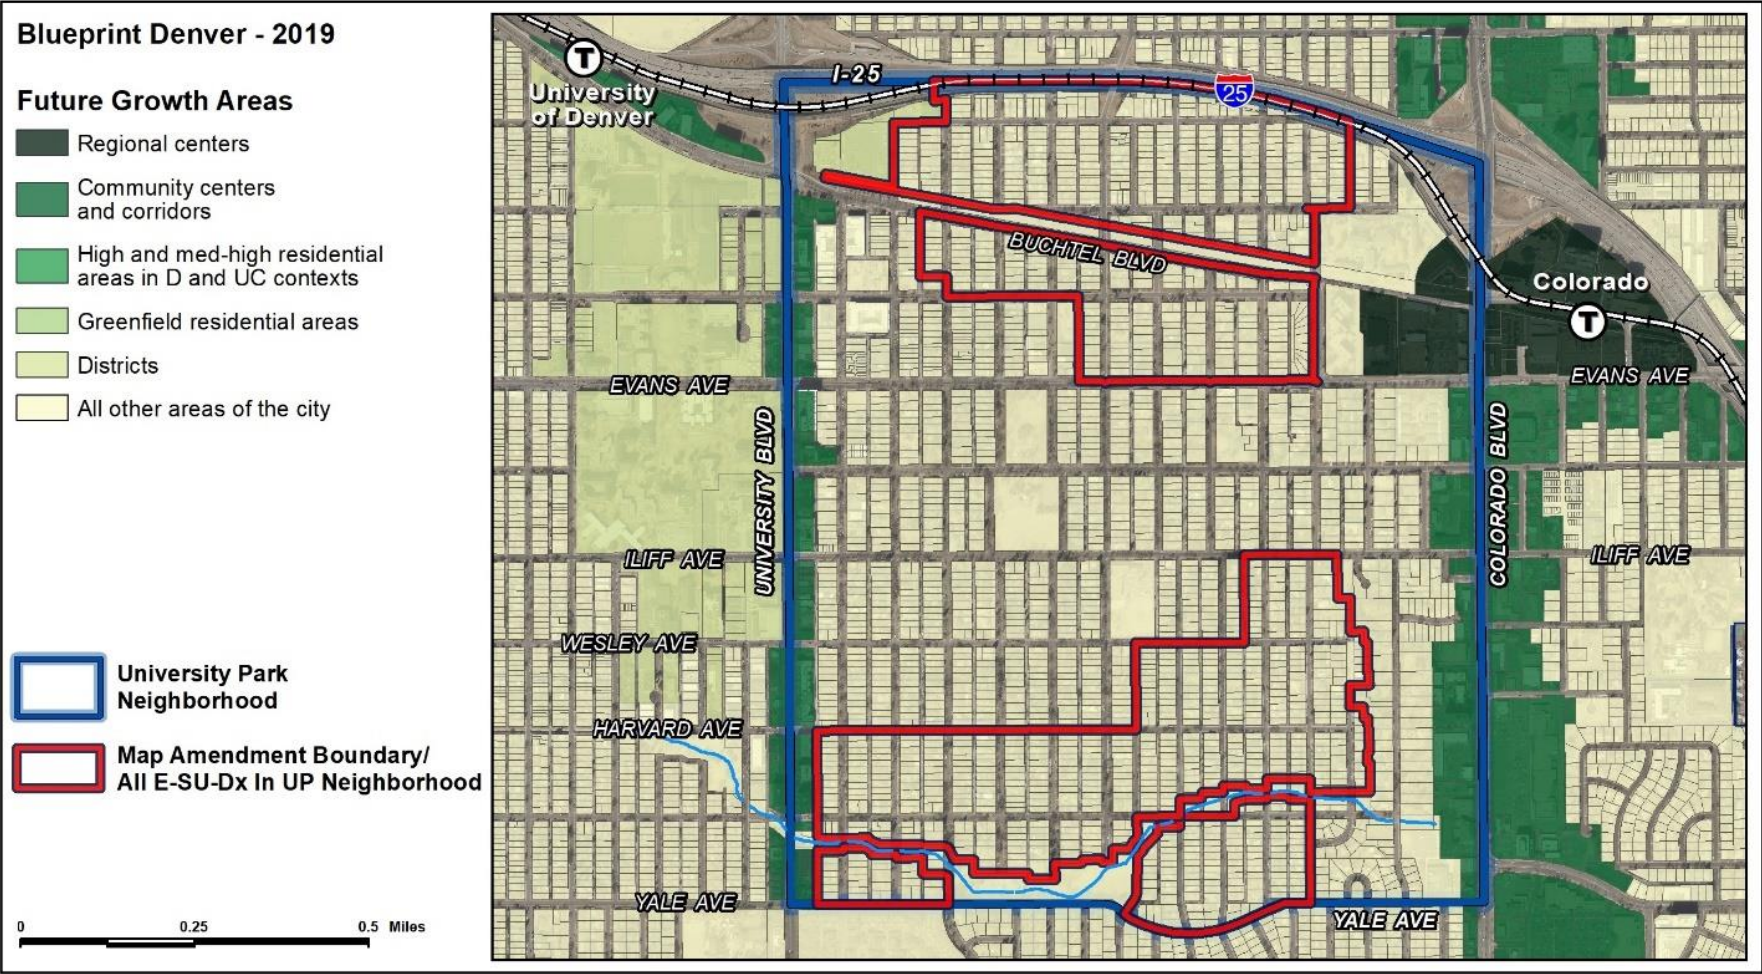 Blueprint Denver - 2019
Future Growth Areas
Regional centers
Community centers
and corridors
High and med-high residential
areas in D and UC contexts
Greenfield residential areas
Districts
All other areas of the city
University Park
Neighborhood
Map Amendment Boundary/
All E-SU-Dx In UP Neighborhood
0 0.25 0.5 Miles
T
University
of Denver
I-25
25
BUCHTEL BLVD
Colorado
T
EVANS AVE
EVANS AVE
UNIVERSITY BLVD
COLORADO BLVD
ILIFF AVE
ILIFF AVE
WESLEY AVE
HARVARD AVE
YALE AVE
YALE AVE